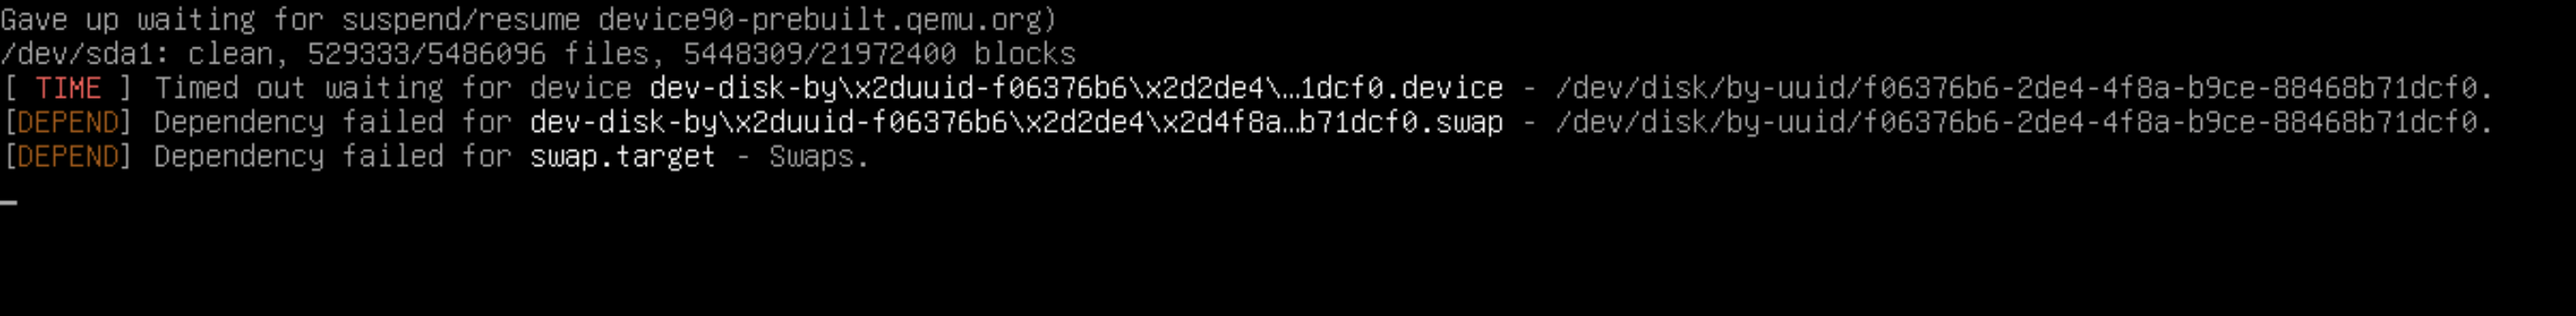 Gave up waiting for suspend/resume device90-prebuilt.qemu.org)
/dev/sda1: clean, 529333/5486096 files, 5448309/21972400 blocks
[ TIME ] Timed out waiting for device dev-disk-by\x2duuid-f06376b6\x2d2de4\…1dcf0.device - /dev/disk/by-uuid/f06376b6-2de4-4f8a-b9ce-88468b71dcf0.
[DEPEND] Dependency failed for dev-disk-by\x2duuid-f06376b6\x2d2de4\x2d4f8a…b71dcf0.swap - /dev/disk/by-uuid/f06376b6-2de4-4f8a-b9ce-88468b71dcf0.
[DEPEND] Dependency failed for swap.target - Swaps.